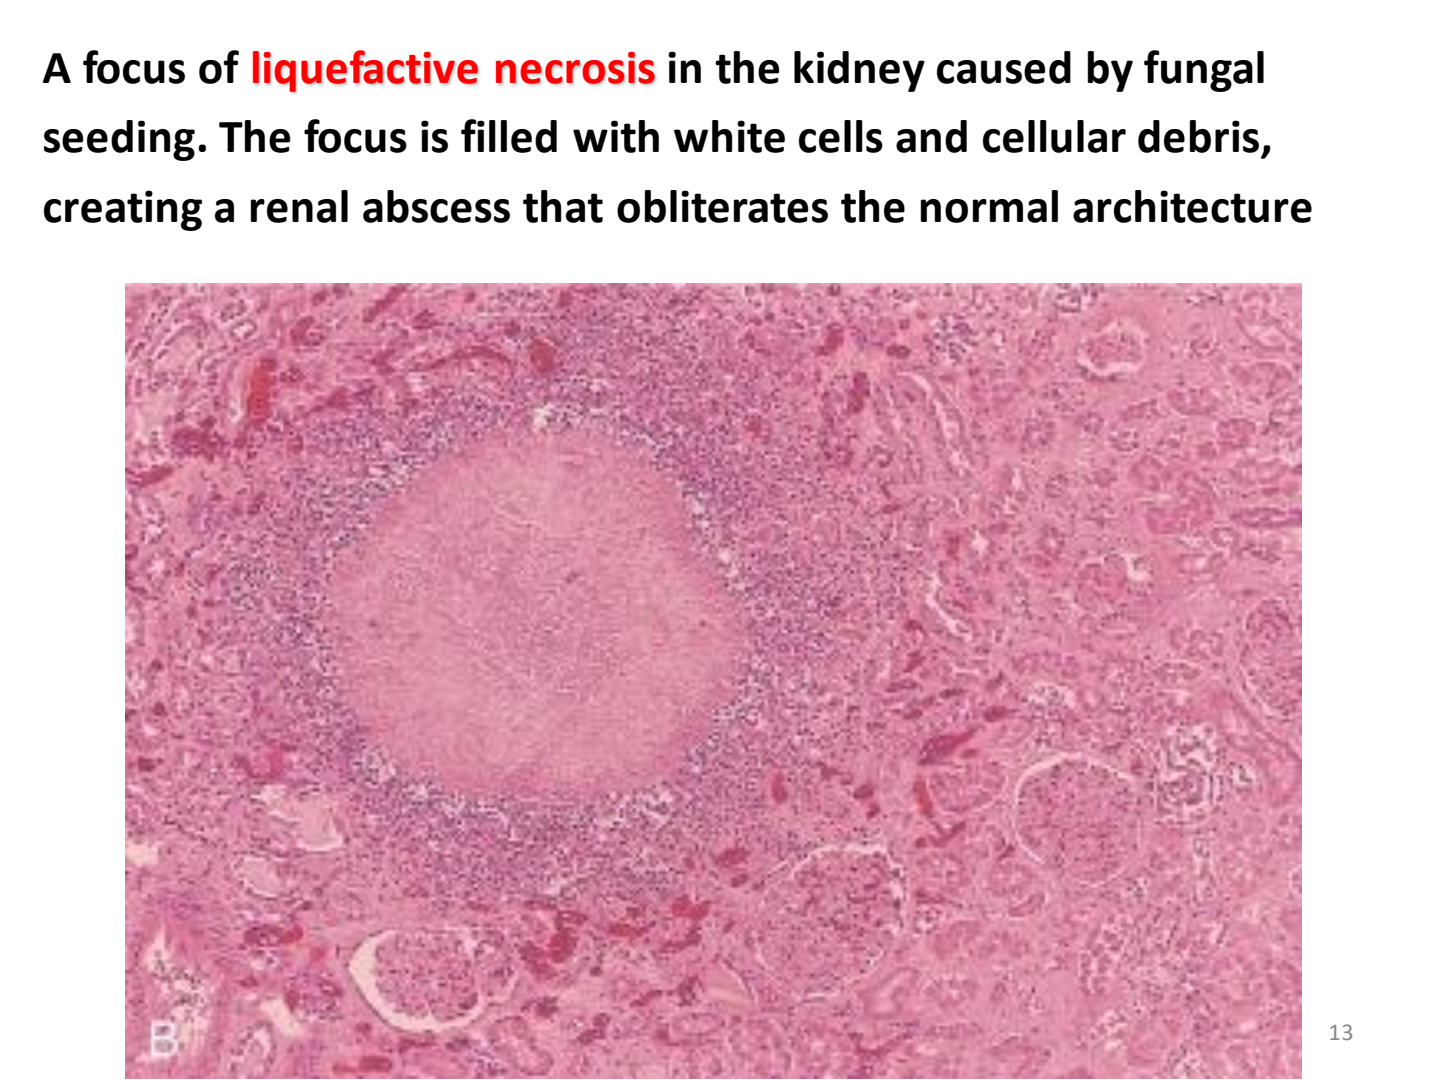 A focus of liquefactive necrosis in the kidney caused by fungal
seeding. The focus is filled with white cells and cellular debris,
creating a renal abscess that obliterates the normal architecture
B
13